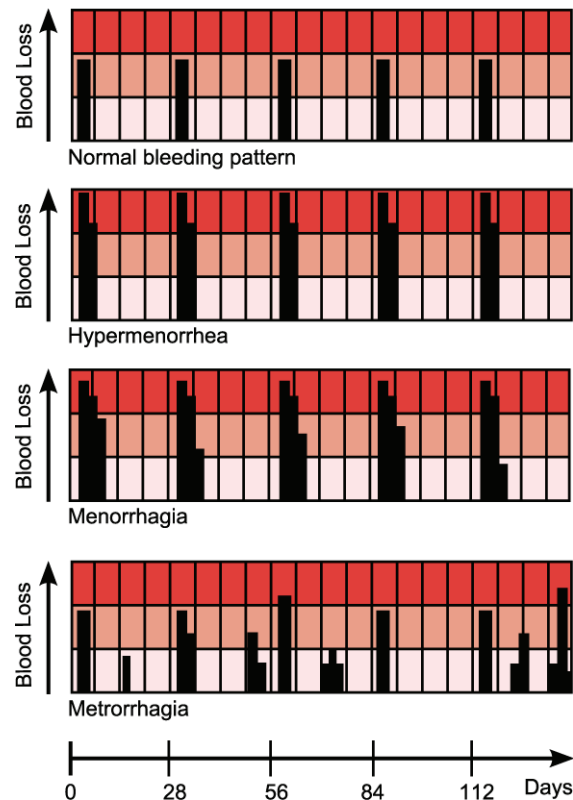 Blood Loss
Normal bleeding pattern
Blood Loss
Hypermenorrhea
Blood Loss
Menorrhagia
Blood Loss
Metrorrhagia
0 28 56 84 112 Days